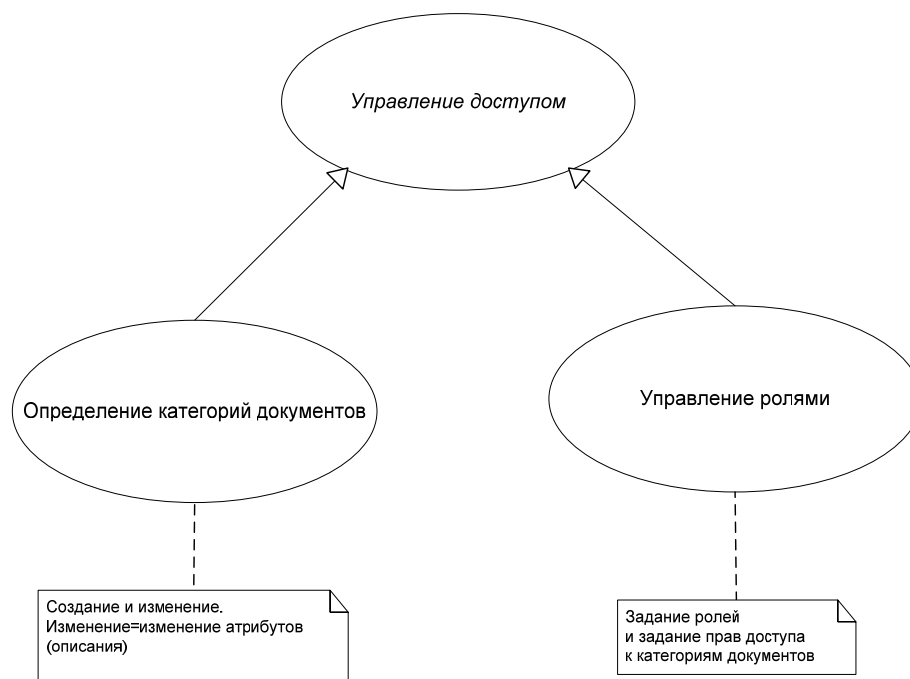 Управление доступом
Определение категорий документов
Управление ролями
Создание и изменение.
Изменение=изменение атрибутов
(описания)
Задание ролей
и задание прав доступа
к категориям документов